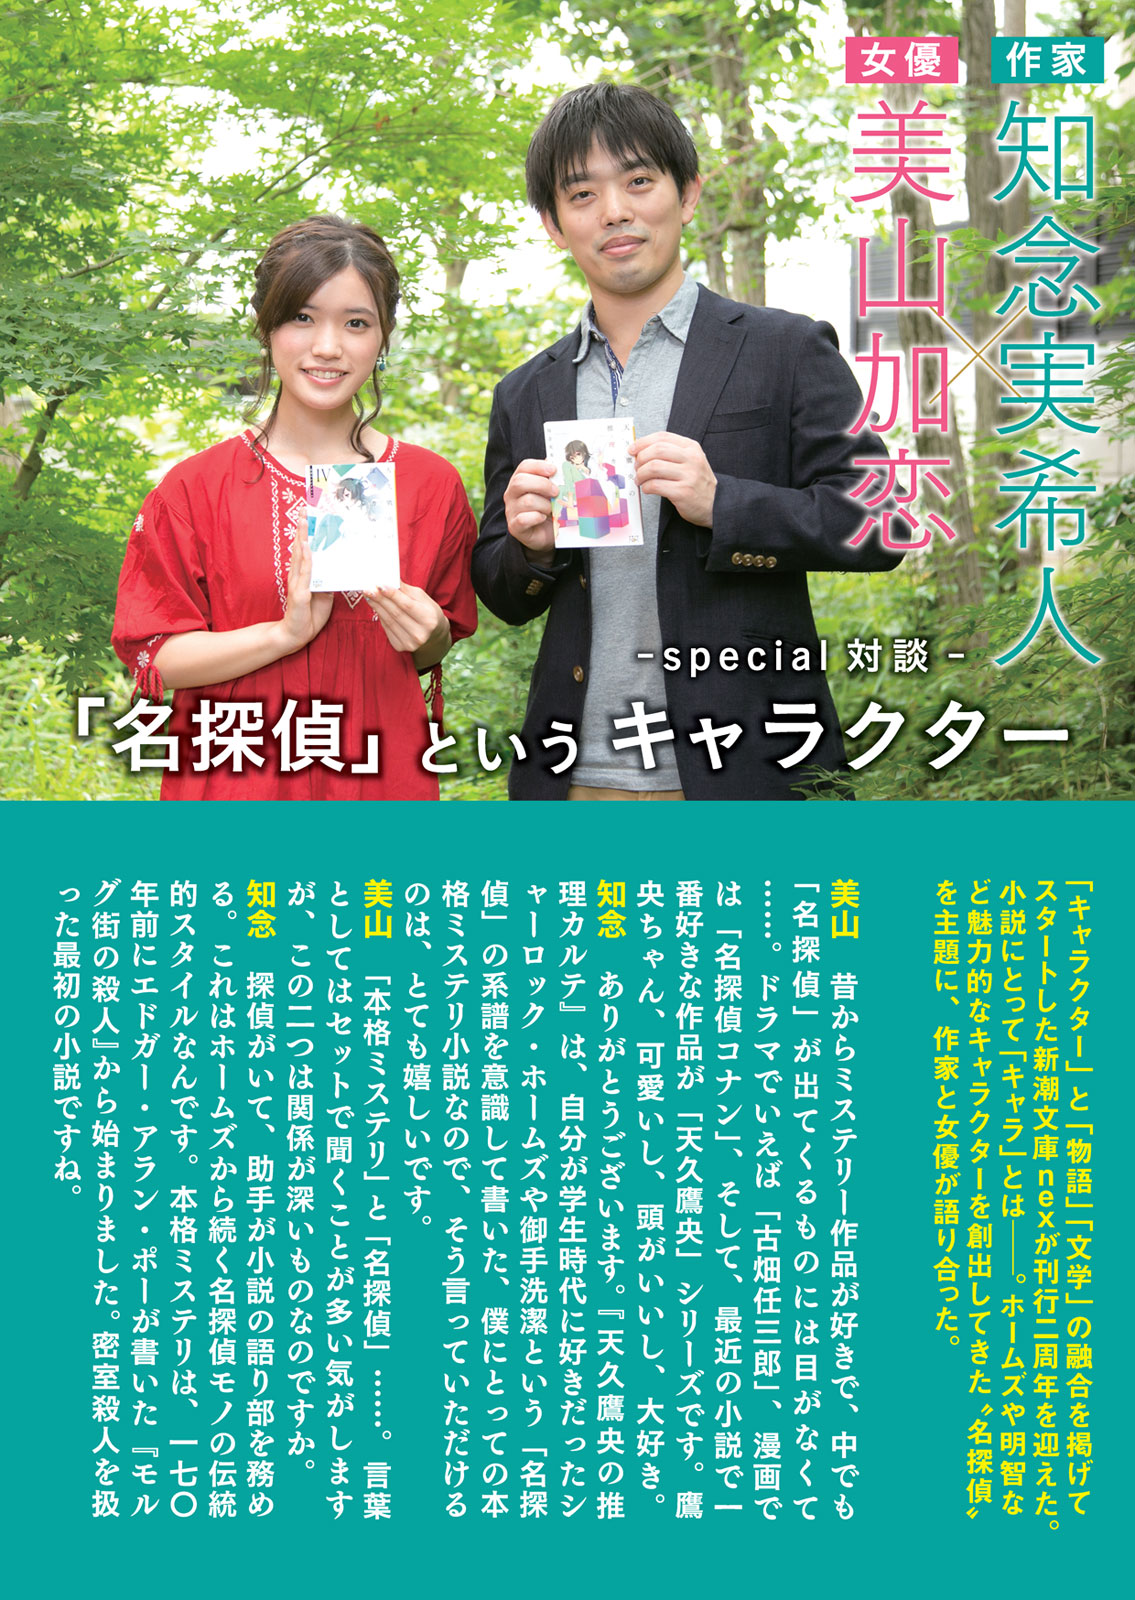 作家
知念実希人
×
女優
美山加恋
-special 対談-
「名探偵」というキャラクター
IV
「キャラクター」と「物語」「文学」の融合を掲げて
スタートした新潮文庫nexが刊行二周年を迎えた。
小説にとって「キャラ」とは――。ホームズや明智な
ど魅力的なキャラクターを創出してきた〝名探偵〟
を主題に、作家と女優が語り合った。
美山　昔からミステリー作品が好きで、中でも
「名探偵」が出てくるものには目がなくて
……。ドラマでいえば「古畑任三郎」、漫画で
は「名探偵コナン」、そして、最近の小説で一
番好きな作品が「天久鷹央」シリーズです。鷹
央ちゃん、可愛いし、頭がいいし、大好き。
知念　ありがとうございます。『天久鷹央の推
理カルテ』は、自分が学生時代に好きだったシ
ャーロック・ホームズや御手洗潔という「名探
偵」の系譜を意識して書いた、僕にとっての本
格ミステリ小説なので、そう言っていただける
のは、とても嬉しいです。
美山　「本格ミステリ」と「名探偵」……。言葉
としてはセットで聞くことが多い気がします
が、この二つは関係が深いものなのですか。
知念　探偵がいて、助手が小説の語り部を務め
る。これはホームズから続く名探偵モノの伝統
的スタイルなんです。本格ミステリは、一七〇
年前にエドガー・アラン・ポーが書いた『モル
グ街の殺人』から始まりました。密室殺人を扱
った最初の小説ですね。